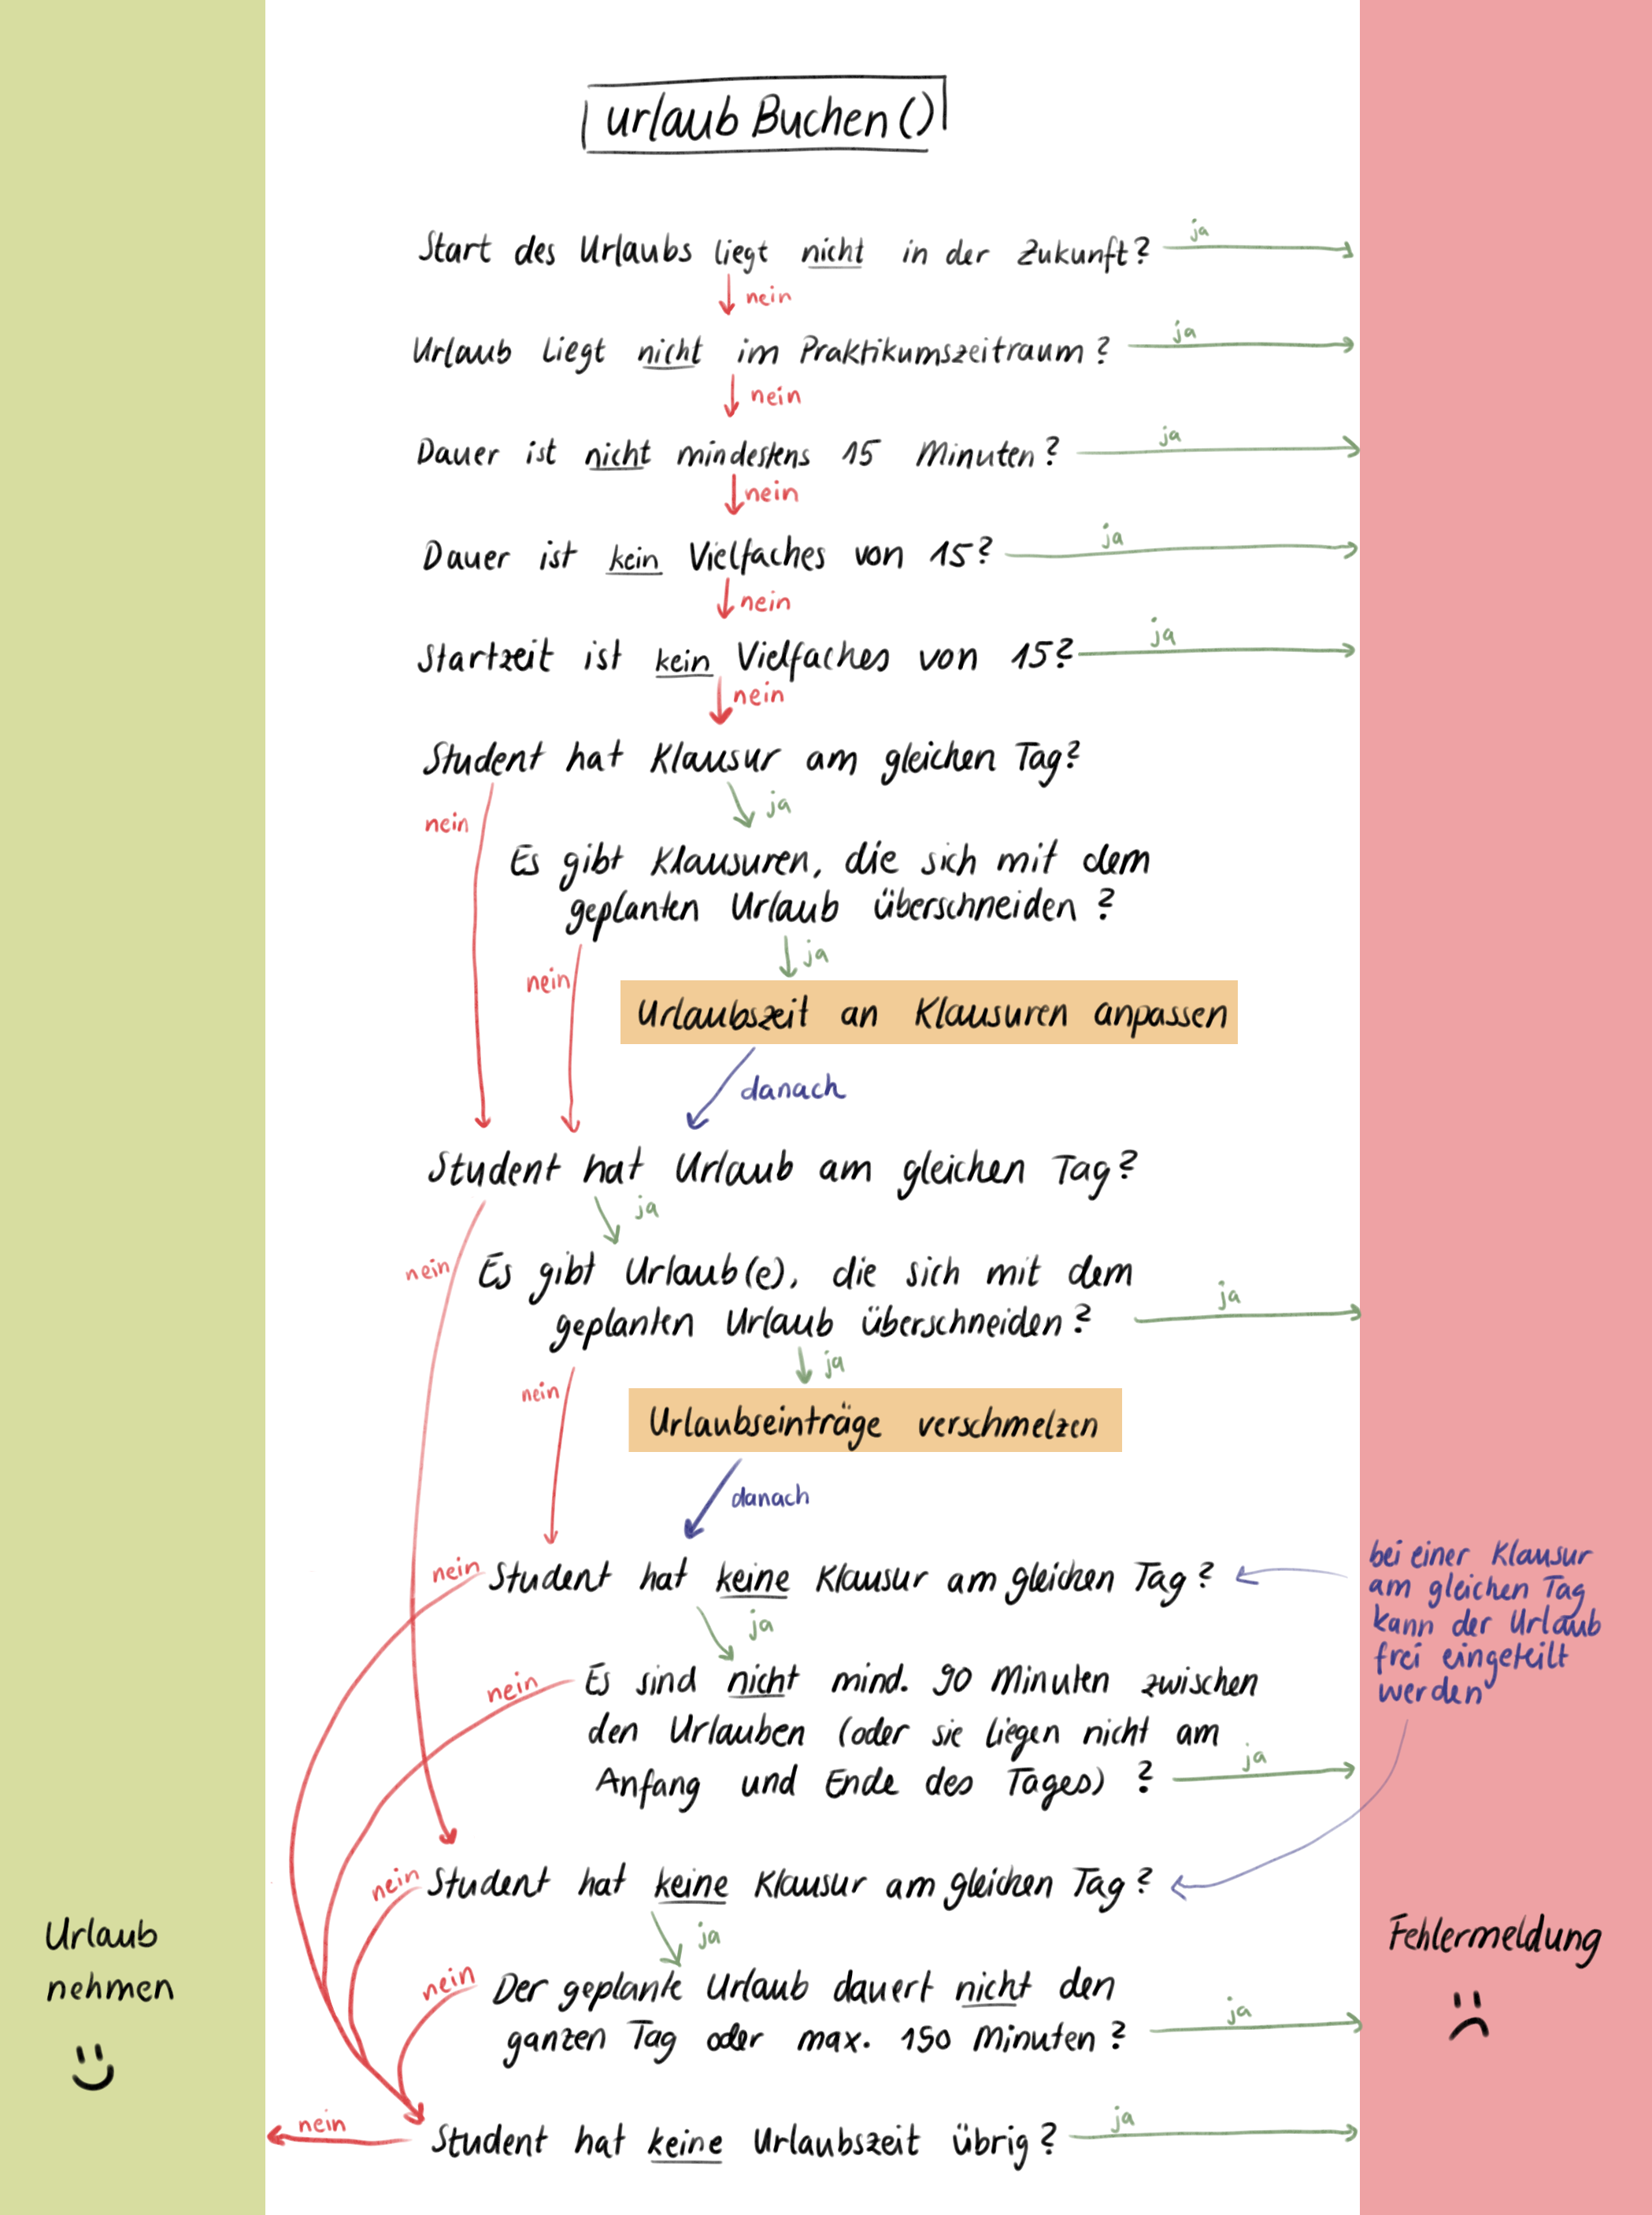 urlaub Buchen()
Start des Urlaubs liegt nicht in der Zukunft?
ja
nein
Urlaub liegt nicht im Praktikumszeitraum?
ja
nein
Dauer ist nicht mindestens 15 Minuten?
ja
nein
Dauer ist kein Vielfaches von 15?
ja
nein
Startzeit ist kein Vielfaches von 15?
ja
nein
Student hat Klausur am gleichen Tag?
nein
ja
Es gibt Klausuren, die sich mit dem
geplanten Urlaub überschneiden?
nein
ja
Urlaubszeit an Klausuren anpassen
danach
Student hat Urlaub am gleichen Tag?
ja
nein
Es gibt Urlaub(e), die sich mit dem
geplanten Urlaub überschneiden?
ja
nein
ja
Urlaubseinträge verschmelzen
danach
nein
Student hat keine Klausur am gleichen Tag?
bei einer Klausur
am gleichen Tag
kann der Urlaub
frei eingeteilt
werden
ja
nein
Es sind nicht mind. 90 Minuten zwischen
den Urlauben (oder sie liegen nicht am
Anfang und Ende des Tages)?
ja
nein
Student hat keine Klausur am gleichen Tag?
ja
nein
Der geplante Urlaub dauert nicht den
ganzen Tag oder max. 150 Minuten?
ja
nein
Student hat keine Urlaubszeit übrig?
ja
Urlaub
nehmen
Fehlermeldung